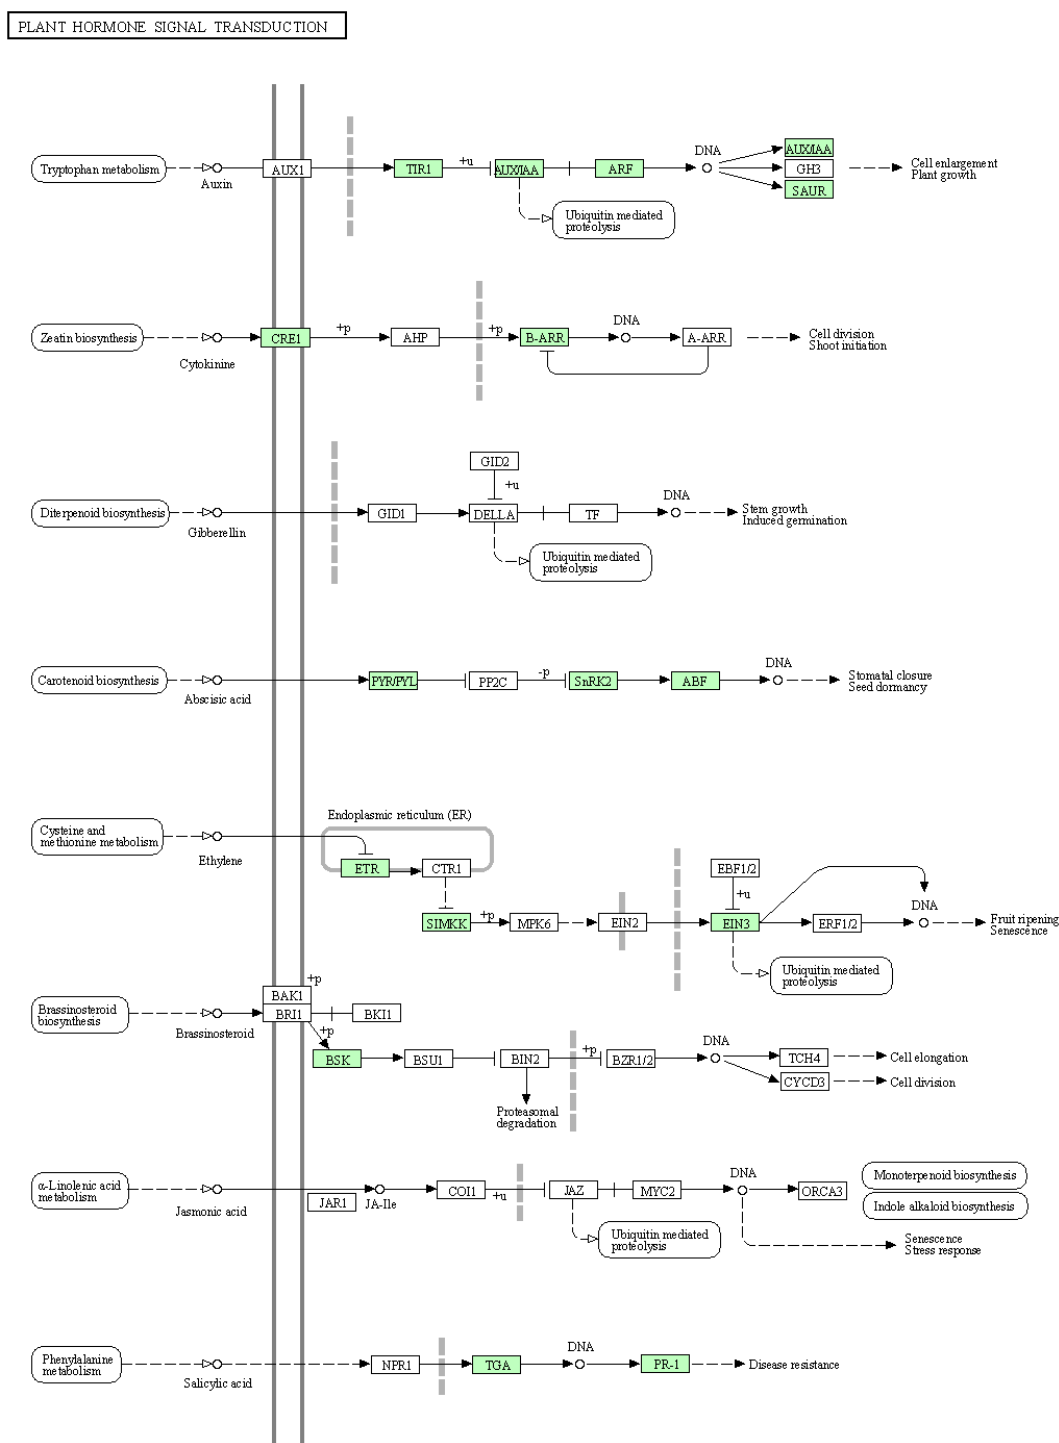 PLANT HORMONE SIGNAL TRANSDUCTION
Tryptophan metabolism
Auxin
AUX1
TIR1
+u
AUX/IAA
ARF
DNA
AUX/IAA
GH3
SAUR
Cell enlargement
Plant growth
Ubiquitin mediated
proteolysis
Zeatin biosynthesis
Cytokinine
CRE1
+p
AHP
+p
B-ARR
DNA
A-ARR
Cell division
Shoot initiation
Diterpenoid biosynthesis
Gibberellin
GID1
GID2
+u
DELLA
TF
DNA
Stem growth
Induced germination
Ubiquitin mediated
proteolysis
Carotenoid biosynthesis
Abscisic acid
PYR/PYL
PP2C
-p
SnRK2
ABF
DNA
Stomatal closure
Seed dormancy
Cysteine and
methionine metabolism
Ethylene
Endoplasmic reticulum (ER)
ETR
CTR1
SIMKK
+p
MPK6
EIN2
EBF1/2
+u
EIN3
ERF1/2
DNA
Fruit ripening
Senescence
Ubiquitin mediated
proteolysis
Brassinosteroid
biosynthesis
Brassinosteroid
+p
BAK1
BRI1
BKI1
+p
BSK
BSU1
BIN2
+p
BZR1/2
DNA
TCH4
Cell elongation
CYCD3
Cell division
Proteasomal
degradation
α-Linolenic acid
metabolism
Jasmonic acid
JAR1
JA-Ile
COI1
+u
JAZ
MYC2
DNA
ORCA3
Monoterpenoid biosynthesis
Indole alkaloid biosynthesis
Ubiquitin mediated
proteolysis
Senescence
Stress response
Phenylalanine
metabolism
Salicylic acid
NPR1
TGA
DNA
PR-1
Disease resistance